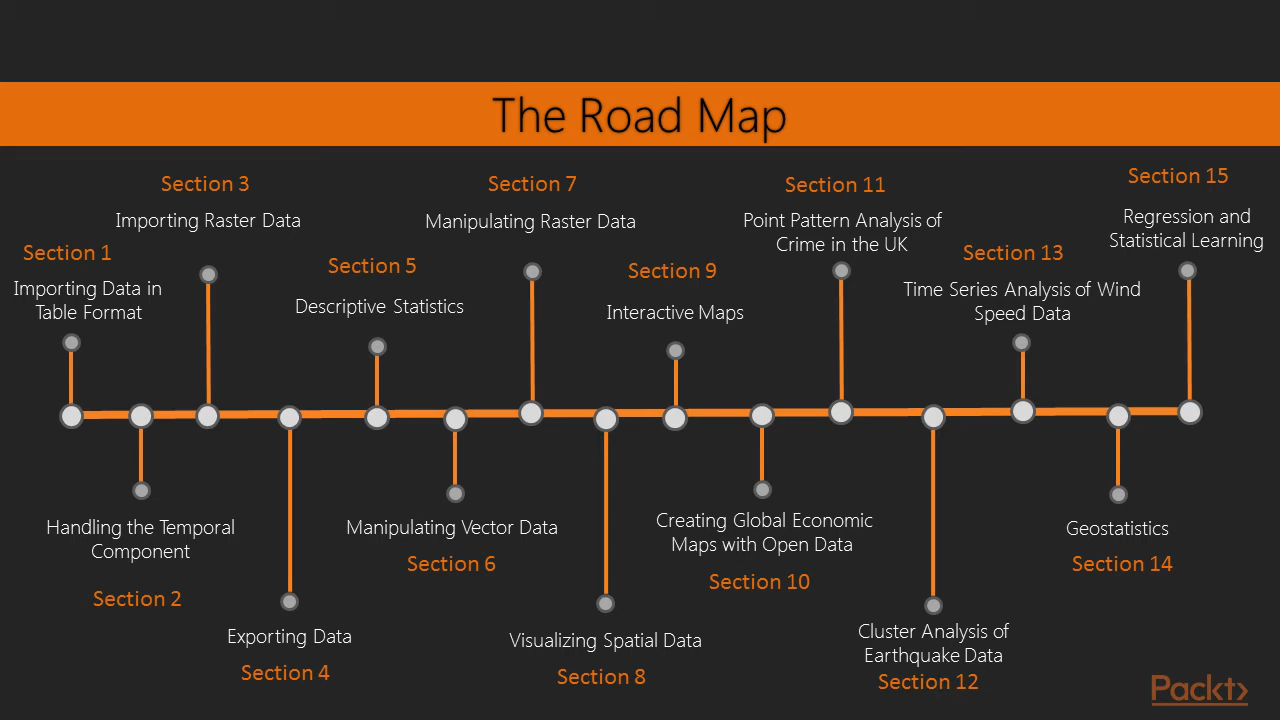 The Road Map
Section 1
Importing Data in
Table Format
Handling the Temporal
Component
Section 2
Section 3
Importing Raster Data
Exporting Data
Section 4
Section 5
Descriptive Statistics
Manipulating Vector Data
Section 6
Section 7
Manipulating Raster Data
Visualizing Spatial Data
Section 8
Section 9
Interactive Maps
Creating Global Economic
Maps with Open Data
Section 10
Section 11
Point Pattern Analysis of
Crime in the UK
Cluster Analysis of
Earthquake Data
Section 12
Section 13
Time Series Analysis of Wind
Speed Data
Geostatistics
Section 14
Section 15
Regression and
Statistical Learning
Packt>